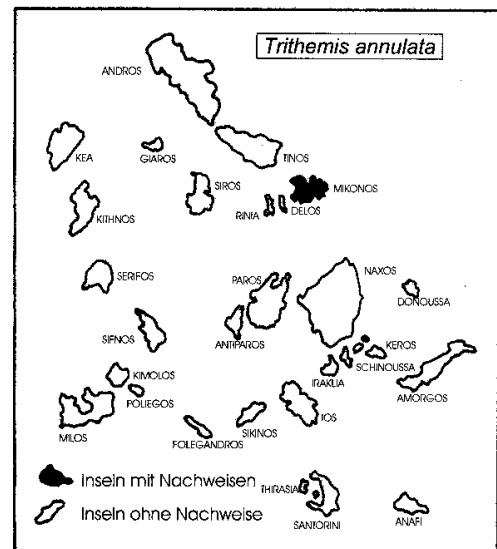 Trithemis annulata
ANDROS
KEA
GIAROS
TINOS
SIROS
MIKONOS
RINIA
DELOS
KITHNOS
SERIFOS
PAROS
NAXOS
DONOUSSA
SIFNOS
ANTIPAROS
KEROS
SCHINOUSSA
IRAKLIA
AMORGOS
KIMOLOS
POLIEGOS
MILOS
FOLEGANDROS
SIKINOS
IOS
Inseln mit Nachweisen
THIRASIA
Inseln ohne Nachweise
SANTORINI
ANAFI